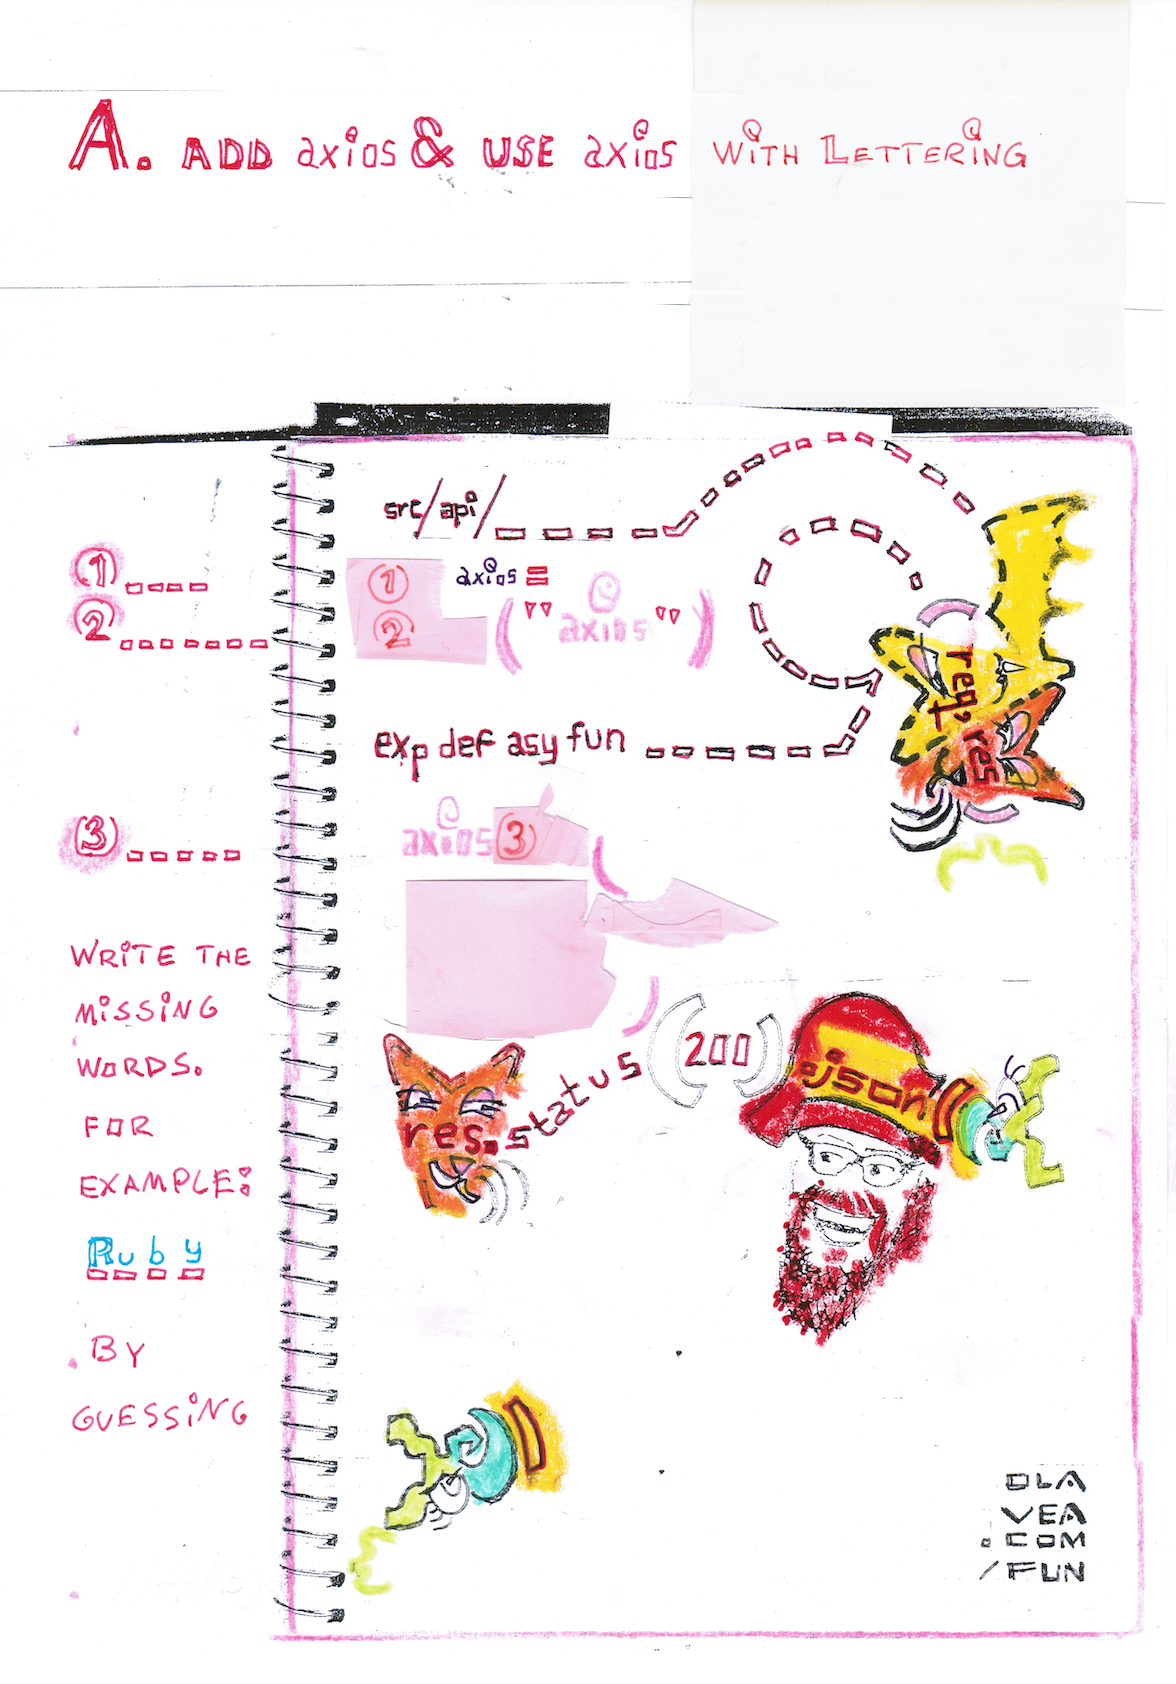 A. ADD axios & USE axios WITH LETTERING
src/api/
① 
②
① axios =
② ("axios")
req, res
exp def asy fun
③
axios ③ (
)
WRITE THE
MISSING
WORDS.
FOR
EXAMPLE:
Ruby
BY
GUESSING
res.status (200)
.json
OLA
VEA
.COM
/FUN